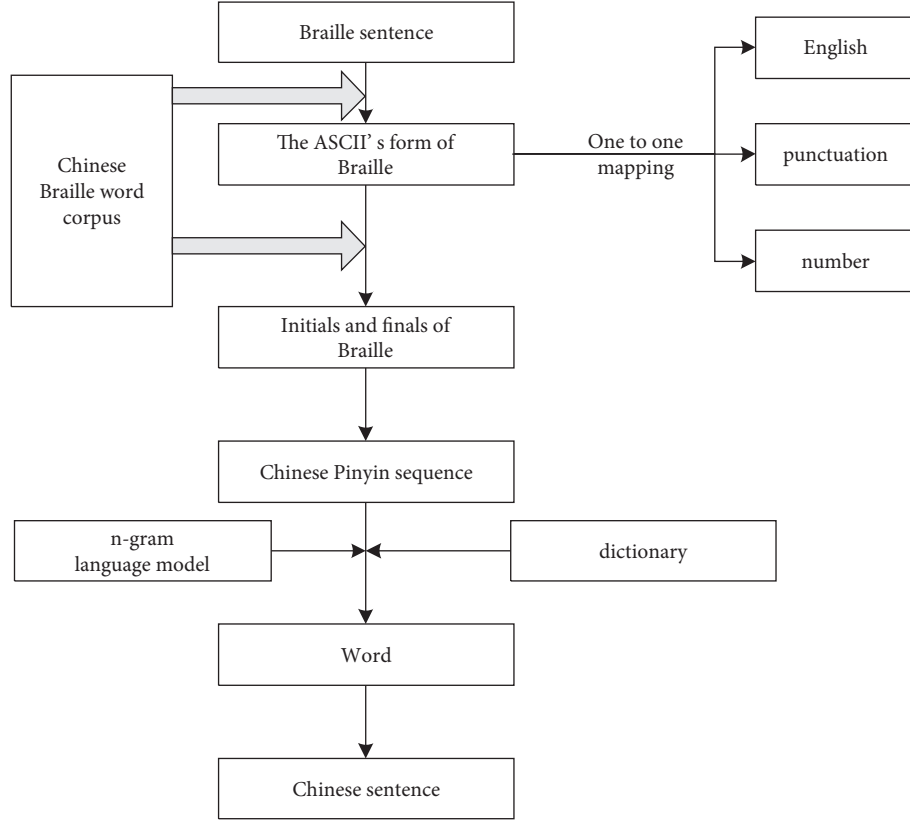 Braille sentence
English
Chinese
Braille word
corpus
The ASCII’ s form of
Braille
One to one
mapping
punctuation
number
Initials and finals of
Braille
Chinese Pinyin sequence
n-gram
language model
dictionary
Word
Chinese sentence